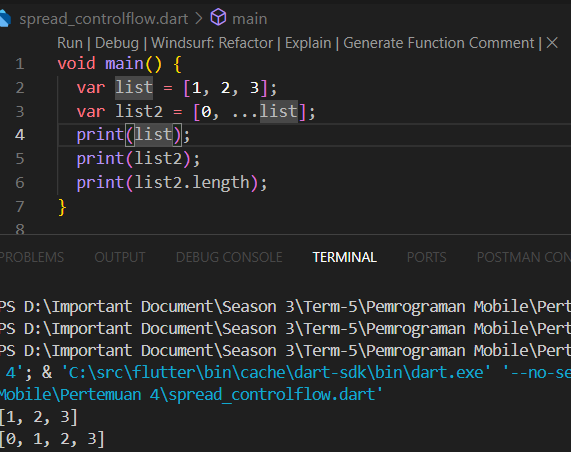 spread_controlflow.dart > main
Run | Debug | Windsurf: Refactor | Explain | Generate Function Comment | ×
1 void main() {
2 var list = [1, 2, 3];
3 var list2 = [0, ...list];
4 print(list);
5 print(list2);
6 print(list2.length);
7 }
8
PROBLEMS OUTPUT DEBUG CONSOLE TERMINAL PORTS POSTMAN CON
PS D:\Important Document\Season 3\Term-5\Pemrograman Mobile\Pert
PS D:\Important Document\Season 3\Term-5\Pemrograman Mobile\Pert
PS D:\Important Document\Season 3\Term-5\Pemrograman Mobile\Pert
4'; & 'C:\src\flutter\bin\cache\dart-sdk\bin\dart.exe' '--no-se
Mobile\Pertemuan 4\spread_controlflow.dart'
[1, 2, 3]
[0, 1, 2, 3]